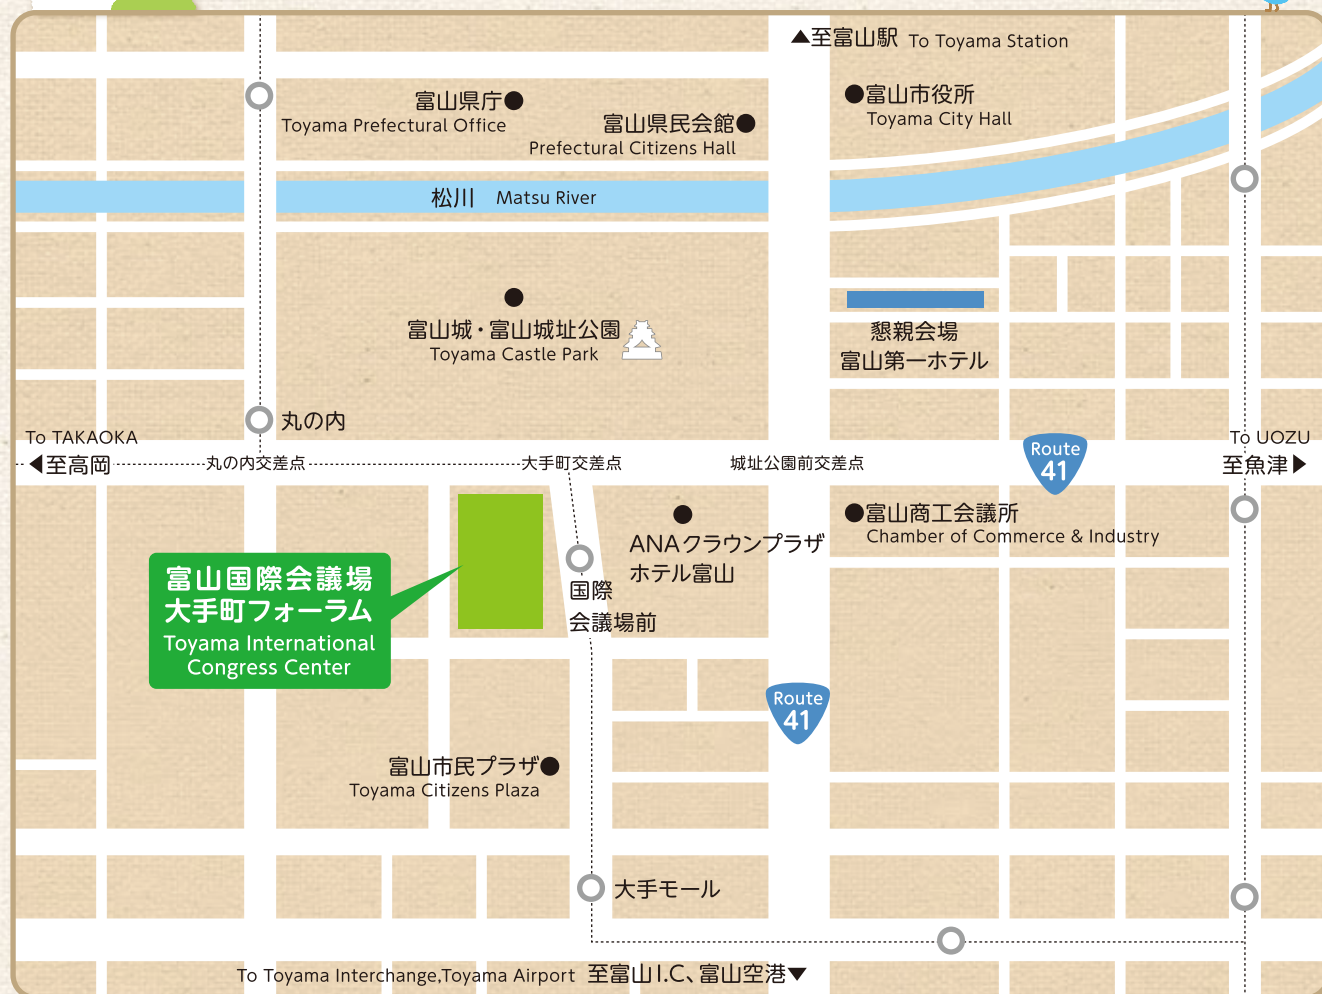 ▲至富山駅 To Toyama Station
富山県庁●
Toyama Prefectural Office
富山県民会館●
Prefectural Citizens Hall
●富山市役所
Toyama City Hall
松川 Matsu River
富山城・富山城址公園
Toyama Castle Park
懇親会場
富山第一ホテル
丸の内
To TAKAOKA
◀至高岡
丸の内交差点
大手町交差点
城址公園前交差点
Route
41
To UOZU
至魚津▶
●富山商工会議所
Chamber of Commerce & Industry
ANAクラウンプラザ
ホテル富山
国際
会議場前
富山国際会議場
大手町フォーラム
Toyama International
Congress Center
Route
41
富山市民プラザ●
Toyama Citizens Plaza
大手モール
To Toyama Interchange,Toyama Airport 至富山I.C、富山空港▼